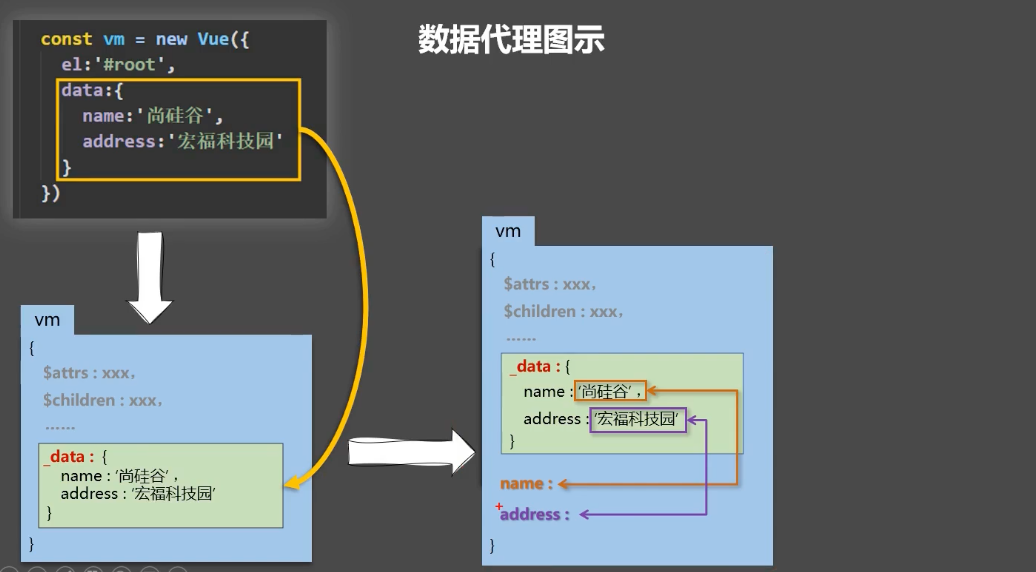 数据代理图示
const vm = new Vue({
el:'#root',
data:{
name:'尚硅谷',
address:'宏福科技园'
}
})
vm
{
$attrs : xxx,
$children : xxx,
......
_data : {
name : '尚硅谷' ,
address : '宏福科技园'
}
}
vm
{
$attrs : xxx,
$children : xxx,
......
_data : {
name : '尚硅谷' ,
address : '宏福科技园'
}
name :
address :
}